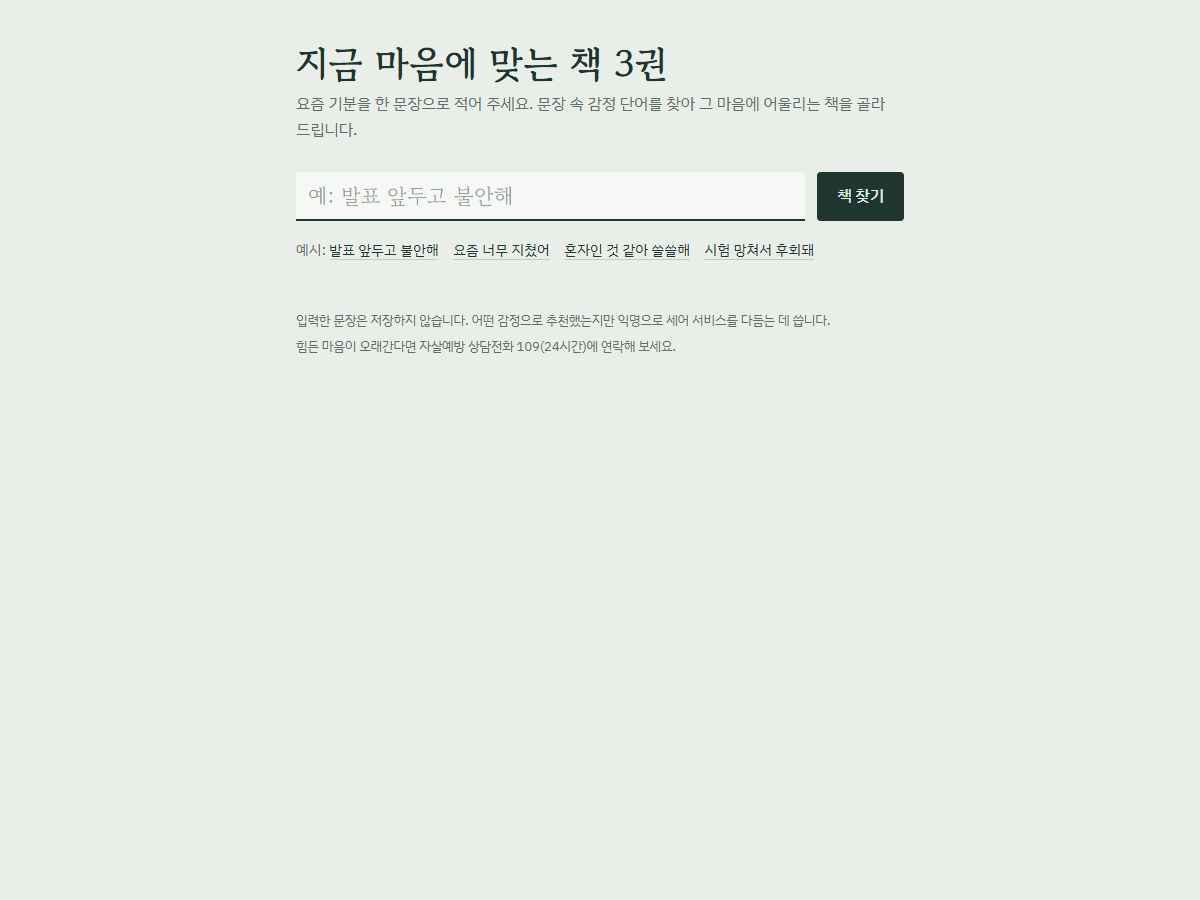 지금 마음에 맞는 책 3권
요즘 기분을 한 문장으로 적어 주세요. 문장 속 감정 단어를 찾아 그 마음에 어울리는 책을 골라
드립니다.
예: 발표 앞두고 불안해
책 찾기
예시: 발표 앞두고 불안해 요즘 너무 지쳤어 혼자인 것 같아 쓸쓸해 시험 망쳐서 후회돼
입력한 문장은 저장하지 않습니다. 어떤 감정으로 추천했는지만 익명으로 세어 서비스를 다듬는 데 씁니다.
힘든 마음이 오래간다면 자살예방 상담전화 109(24시간)에 연락해 보세요.